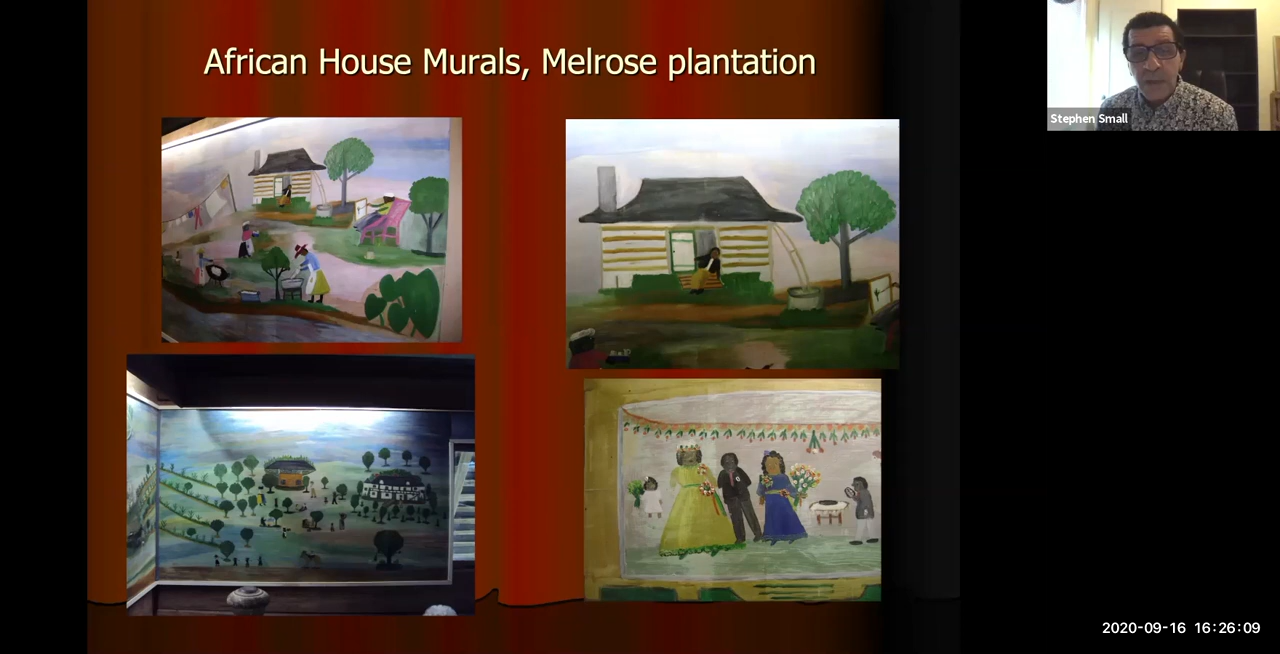 African House Murals, Melrose plantation
Stephen Small
2020-09-16 16:26:09